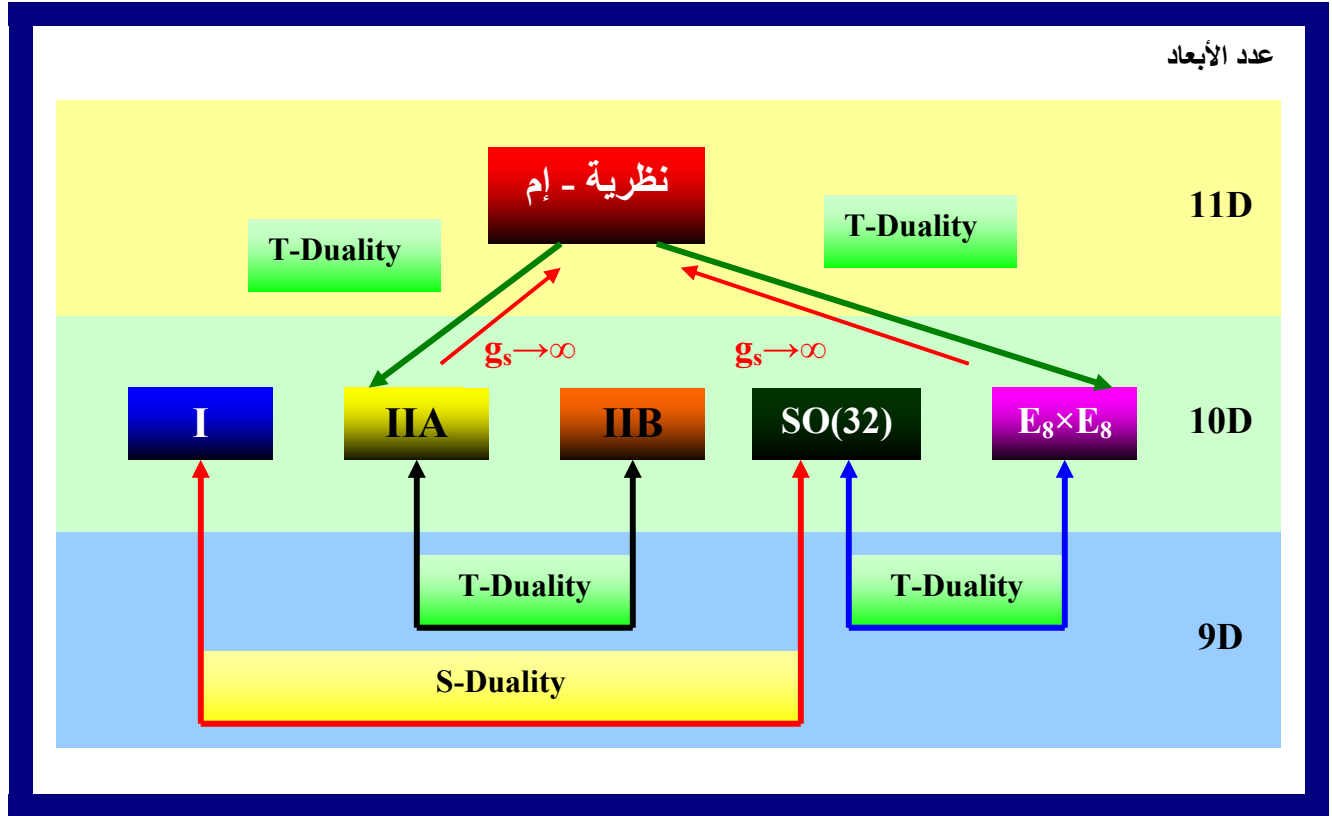 عدد الأبعاد
نظرية - إم
T-Duality
T-Duality
11D
gₛ→∞
gₛ→∞
I
IIA
IIB
SO(32)
E₈×E₈
10D
T-Duality
T-Duality
9D
S-Duality